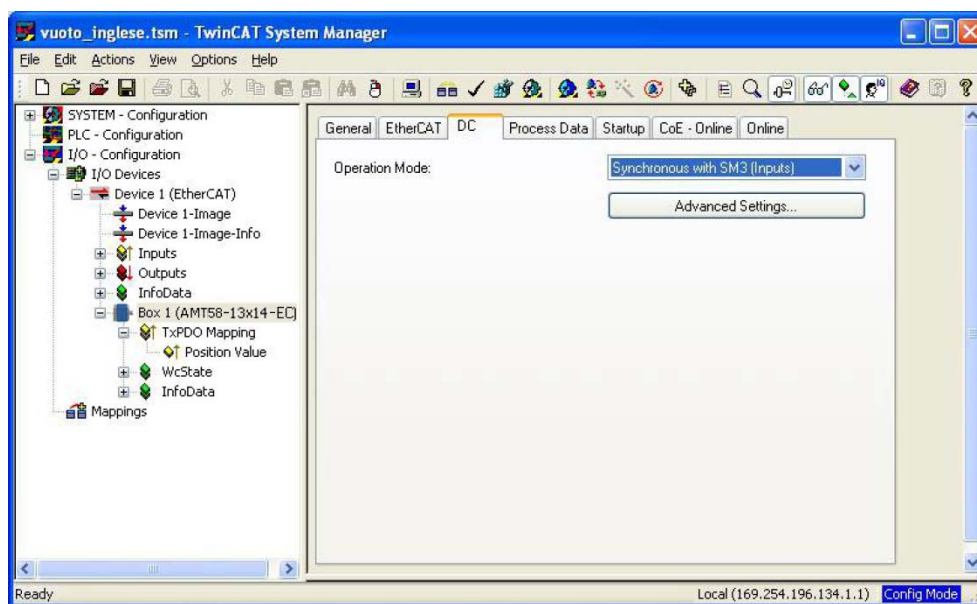 vuoto_inglese.tsm - TwinCAT System Manager
File Edit Actions View Options Help
SYSTEM - Configuration
PLC - Configuration
I/O - Configuration
I/O Devices
Device 1 (EtherCAT)
Device 1-Image
Device 1-Image-Info
Inputs
Outputs
InfoData
Box 1 (AMT58-13x14-EC)
TxPDO Mapping
Position Value
WcState
InfoData
Mappings
General EtherCAT DC Process Data Startup CoE - Online Online
Operation Mode: Synchronous with SM3 (Inputs)
Advanced Settings...
Ready Local (169.254.196.134.1.1) Config Mode